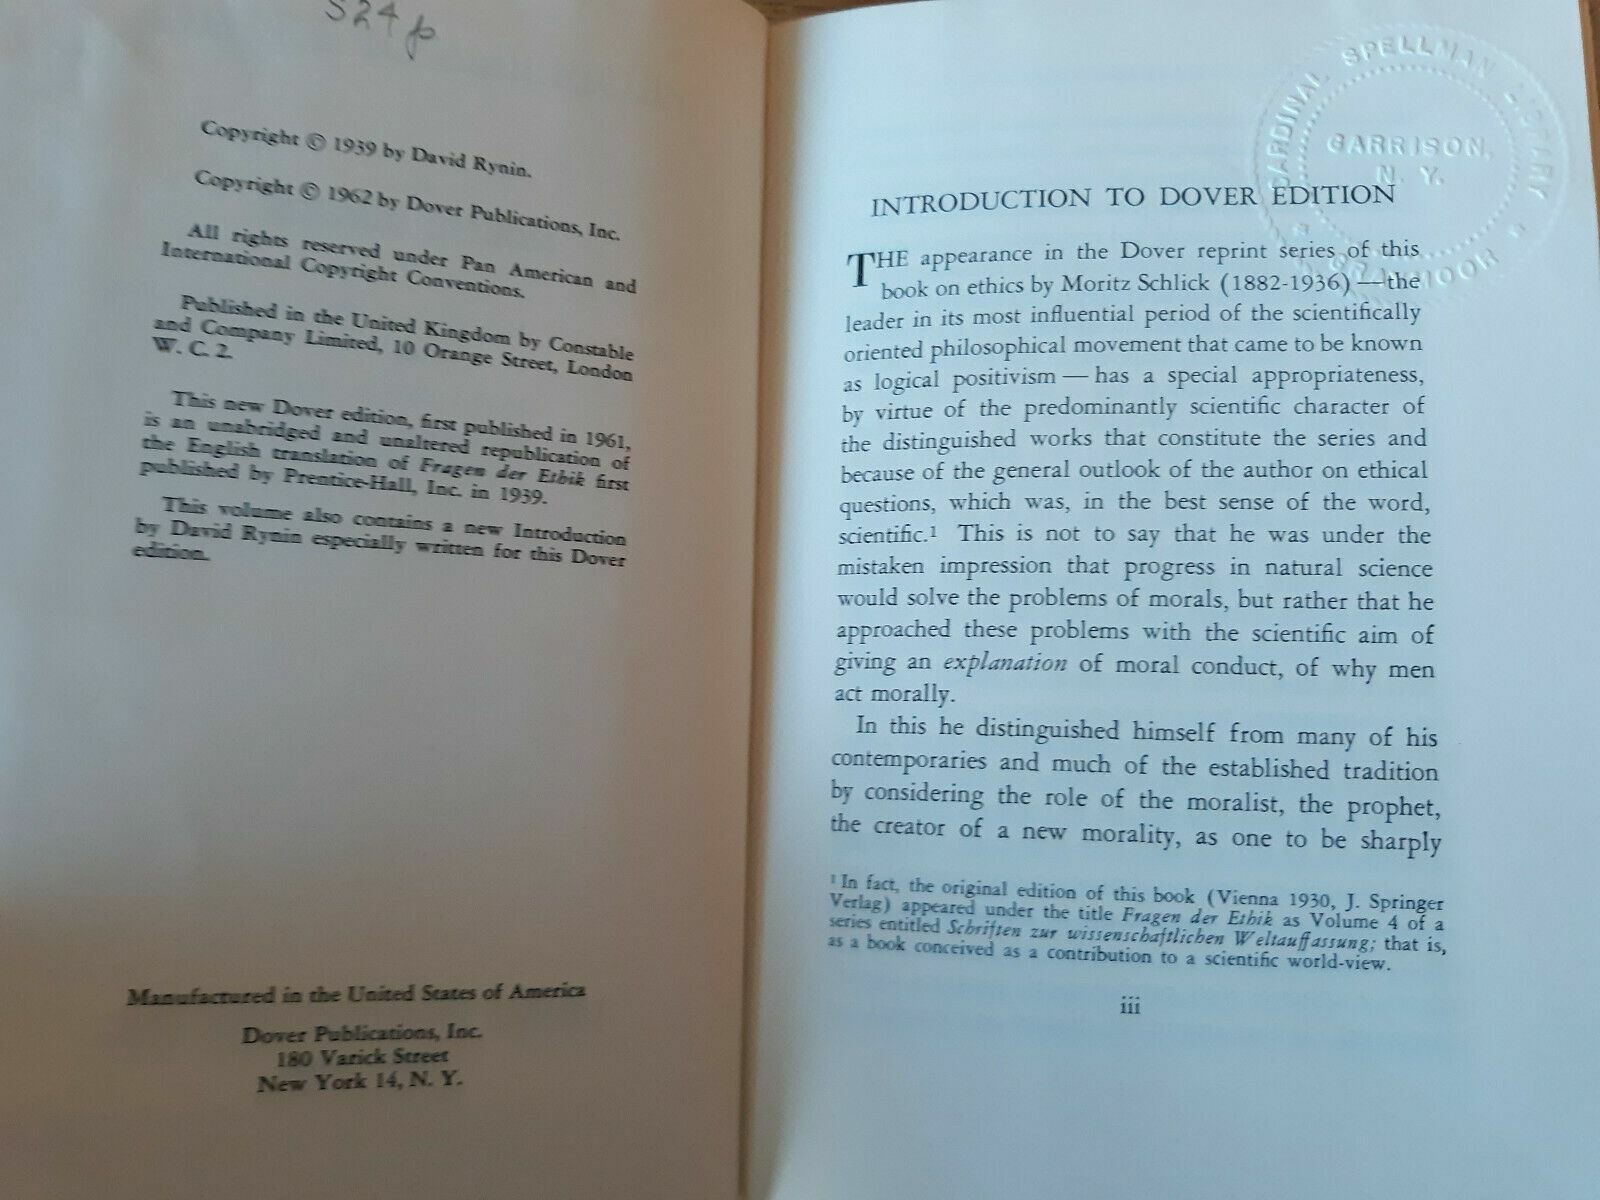 S24p
Copyright © 1939 by David Rynin.
Copyright © 1962 by Dover Publications, Inc.
All rights reserved under Pan American and
International Copyright Conventions.
Published in the United Kingdom by Constable
and Company Limited, 10 Orange Street, London
W. C. 2.
This new Dover edition, first published in 1961,
is an unabridged and unaltered republication of
the English translation of Fragen der Ethik first
published by Prentice-Hall, Inc. in 1939.
This volume also contains a new Introduction
by David Rynin especially written for this Dover
edition.
Manufactured in the United States of America
Dover Publications, Inc.
180 Varick Street
New York 14, N. Y.
CARDINAL SPELLMAN LIBRARY
GARRISON,
N. Y.
INTRODUCTION TO DOVER EDITION
THE appearance in the Dover reprint series of this
book on ethics by Moritz Schlick (1882-1936) — the
leader in its most influential period of the scientifically
oriented philosophical movement that came to be known
as logical positivism — has a special appropriateness,
by virtue of the predominantly scientific character of
the distinguished works that constitute the series and
because of the general outlook of the author on ethical
questions, which was, in the best sense of the word,
scientific.¹ This is not to say that he was under the
mistaken impression that progress in natural science
would solve the problems of morals, but rather that he
approached these problems with the scientific aim of
giving an explanation of moral conduct, of why men
act morally.
In this he distinguished himself from many of his
contemporaries and much of the established tradition
by considering the role of the moralist, the prophet,
the creator of a new morality, as one to be sharply
¹ In fact, the original edition of this book (Vienna 1930, J. Springer
Verlag) appeared under the title Fragen der Ethik as Volume 4 of a
series entitled Schriften zur wissenschaftlichen Weltauffassung; that is,
as a book conceived as a contribution to a scientific world-view.
iii